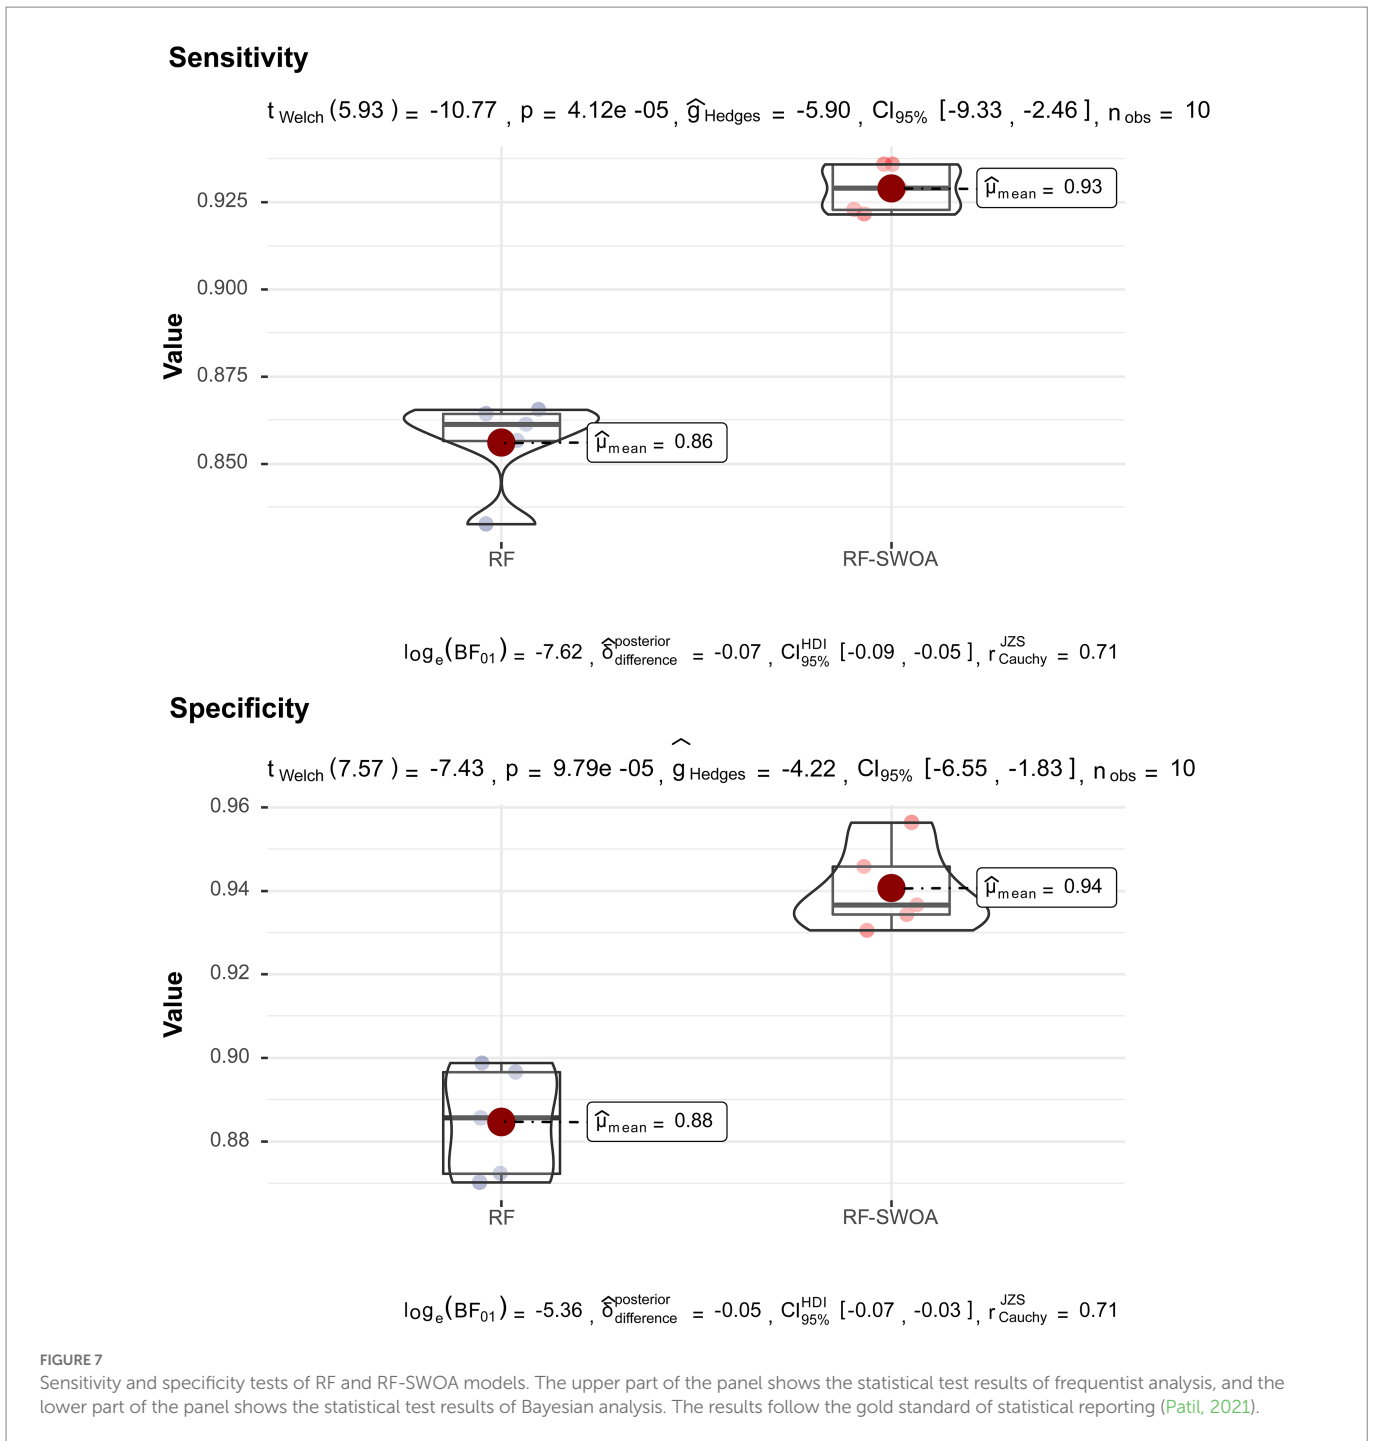 Sensitivity
t Welch (5.93 ) = -10.77 , p = 4.12e -05, ĝ Hedges = -5.90 , CI95% [-9.33 , -2.46 ], n obs = 10
0.925
0.900
0.875
0.850
Value
μ̂ mean = 0.93
μ̂ mean = 0.86
RF
RF-SWOA
log e (BF01) = -7.62 , δ̂ posterior difference = -0.07 , CI HDI 95% [-0.09 , -0.05 ], r JZS Cauchy = 0.71
Specificity
t Welch (7.57 ) = -7.43 , p = 9.79e -05, ĝ Hedges = -4.22 , CI95% [-6.55 , -1.83 ], n obs = 10
0.96
0.94
0.92
0.90
0.88
Value
μ̂ mean = 0.94
μ̂ mean = 0.88
RF
RF-SWOA
log e (BF01) = -5.36 , δ̂ posterior difference = -0.05 , CI HDI 95% [-0.07 , -0.03 ], r JZS Cauchy = 0.71
FIGURE 7
Sensitivity and specificity tests of RF and RF-SWOA models. The upper part of the panel shows the statistical test results of frequentist analysis, and the
lower part of the panel shows the statistical test results of Bayesian analysis. The results follow the gold standard of statistical reporting (Patil, 2021).